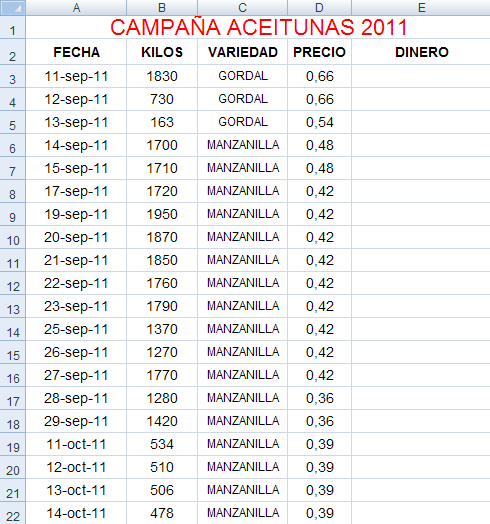 A B C D E
1 CAMPAÑA ACEITUNAS 2011
2 FECHA KILOS VARIEDAD PRECIO DINERO
3 11-sep-11 1830 GORDAL 0,66
4 12-sep-11 730 GORDAL 0,66
5 13-sep-11 163 GORDAL 0,54
6 14-sep-11 1700 MANZANILLA 0,48
7 15-sep-11 1710 MANZANILLA 0,48
8 17-sep-11 1720 MANZANILLA 0,42
9 19-sep-11 1950 MANZANILLA 0,42
10 20-sep-11 1870 MANZANILLA 0,42
11 21-sep-11 1850 MANZANILLA 0,42
12 22-sep-11 1760 MANZANILLA 0,42
13 23-sep-11 1790 MANZANILLA 0,42
14 25-sep-11 1370 MANZANILLA 0,42
15 26-sep-11 1270 MANZANILLA 0,42
16 27-sep-11 1770 MANZANILLA 0,42
17 28-sep-11 1280 MANZANILLA 0,36
18 29-sep-11 1420 MANZANILLA 0,36
19 11-oct-11 534 MANZANILLA 0,39
20 12-oct-11 510 MANZANILLA 0,39
21 13-oct-11 506 MANZANILLA 0,39
22 14-oct-11 478 MANZANILLA 0,39